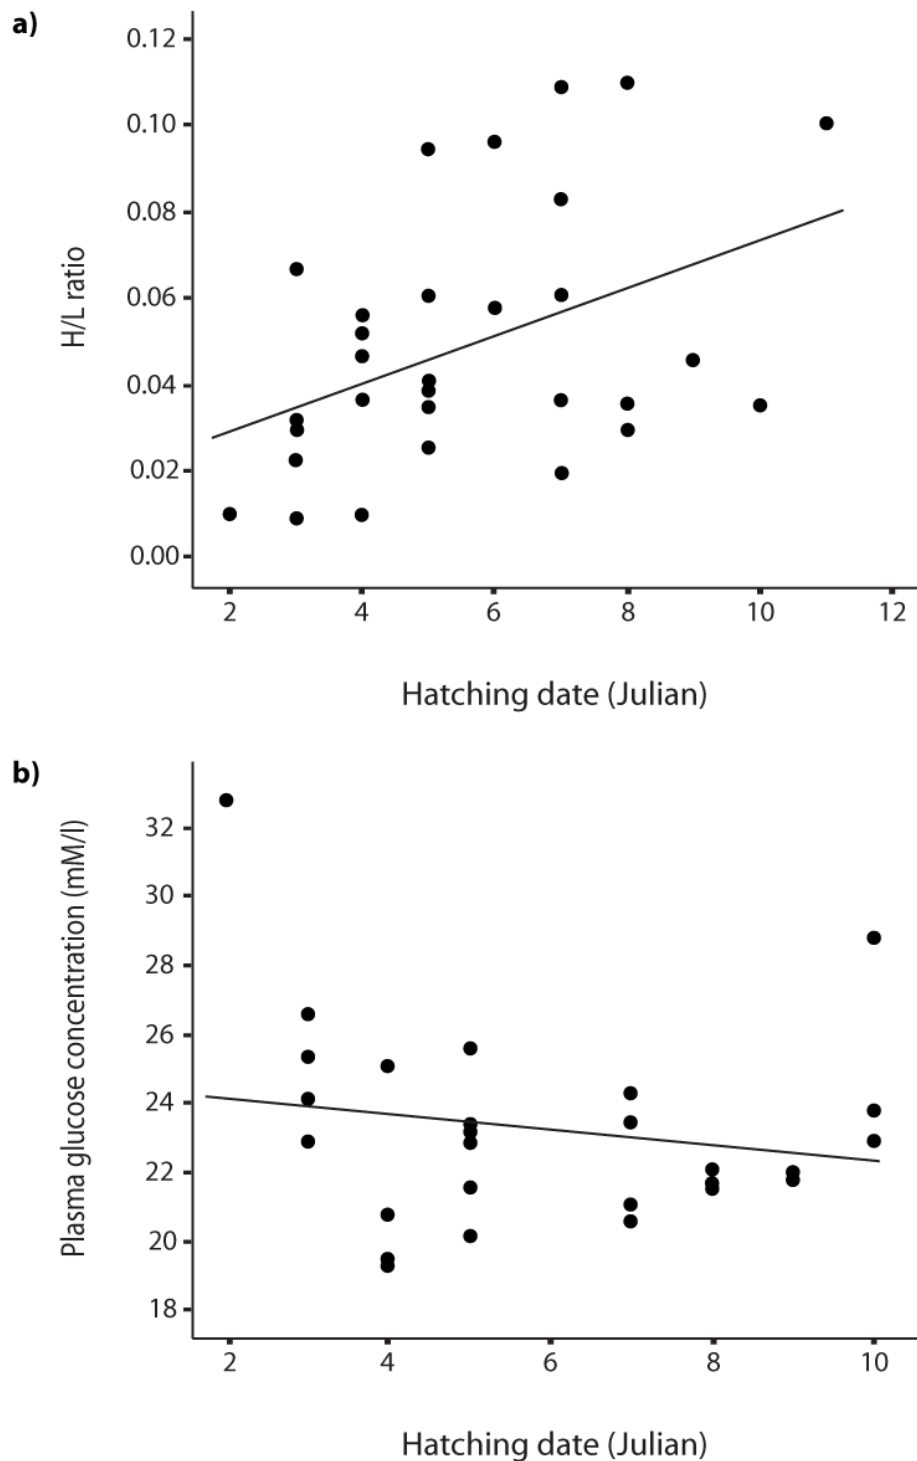 a)
0.12
0.10
0.08
0.06
0.04
0.02
0.00
H/L ratio
2 4 6 8 10 12
Hatching date (Julian)
b)
32
30
28
26
24
22
20
18
Plasma glucose concentration (mM/l)
2 4 6 8 10
Hatching date (Julian)